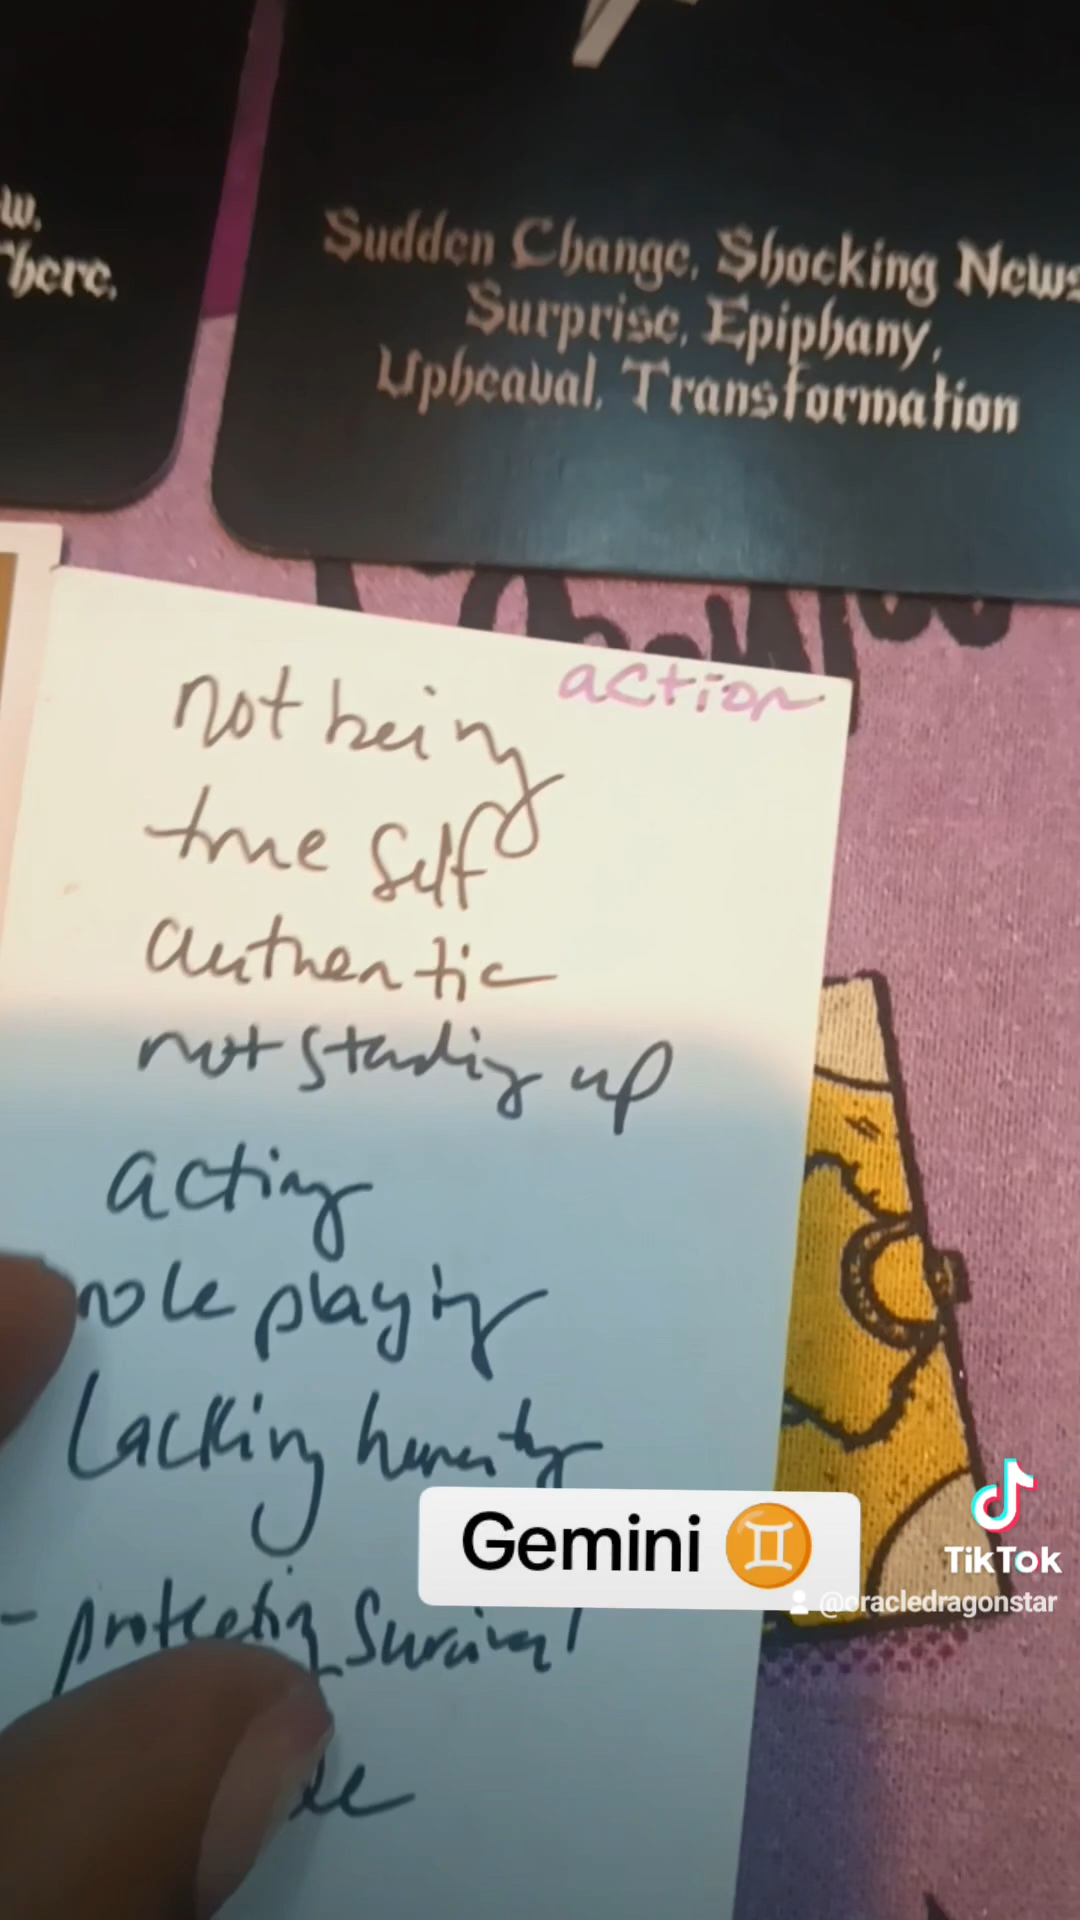 w.
here,
Sudden Change, Shocking News
Surprise, Epiphany,
Upheaval, Transformation
action
not being
true self
authentic
not standing up
acting
role playing
Lacking honesty
Gemini ♊
TikTok
@oracledragonstar
- protecting Survival